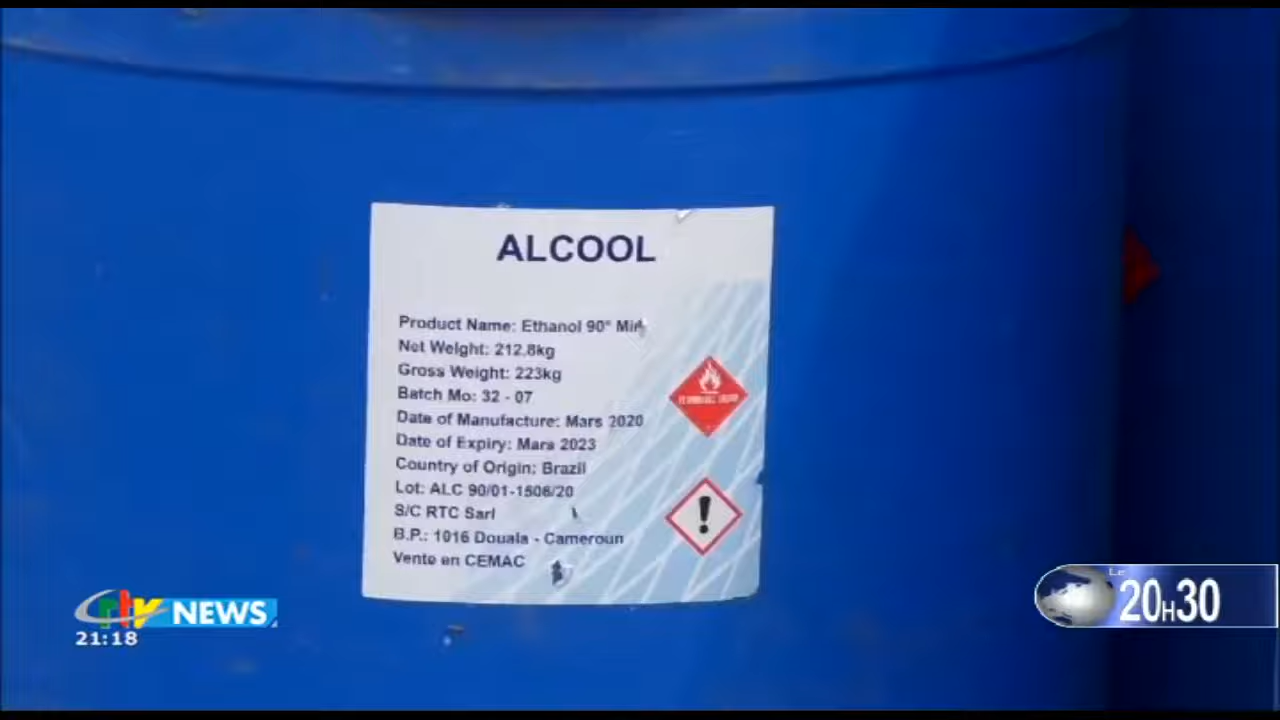 ALCOOL
Product Name: Ethanol 90° Min
Net Weight: 212.8kg
Gross Weight: 223kg
Batch Mo: 32 - 07
Date of Manufacture: Mars 2020
Date of Expiry: Mars 2023
Country of Origin: Brazil
Lot: ALC 90/01-1506/20
S/C RTC Sarl
B.P.: 1016 Douala - Cameroun
Vente en CEMAC
crtv NEWS
21:18
Le
20H30